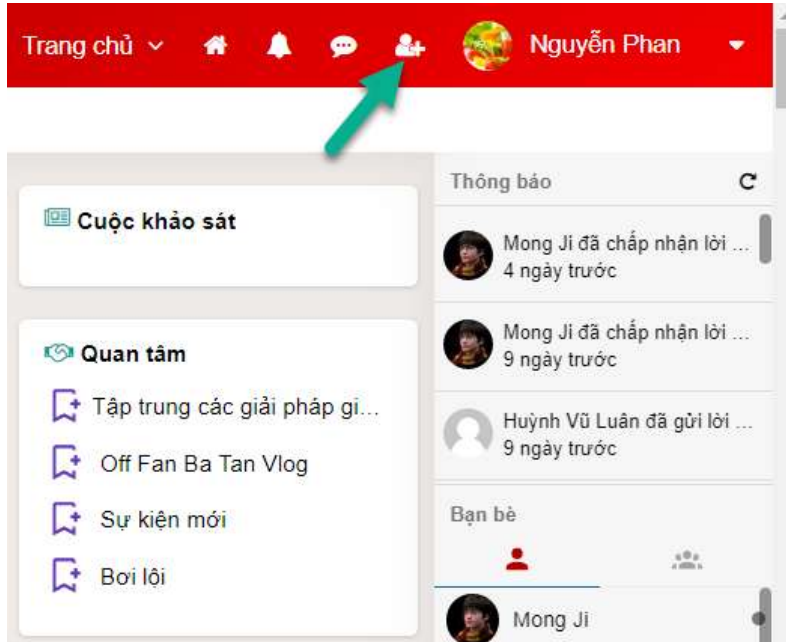 Trang chủ
Nguyễn Phan
Cuộc khảo sát
Quan tâm
Tập trung các giải pháp gi...
Off Fan Ba Tan Vlog
Sự kiện mới
Bơi lội
Thông báo
Mong Ji đã chấp nhận lời ...
4 ngày trước
Mong Ji đã chấp nhận lời ...
9 ngày trước
Huỳnh Vũ Luân đã gửi lời ...
9 ngày trước
Bạn bè
Mong Ji